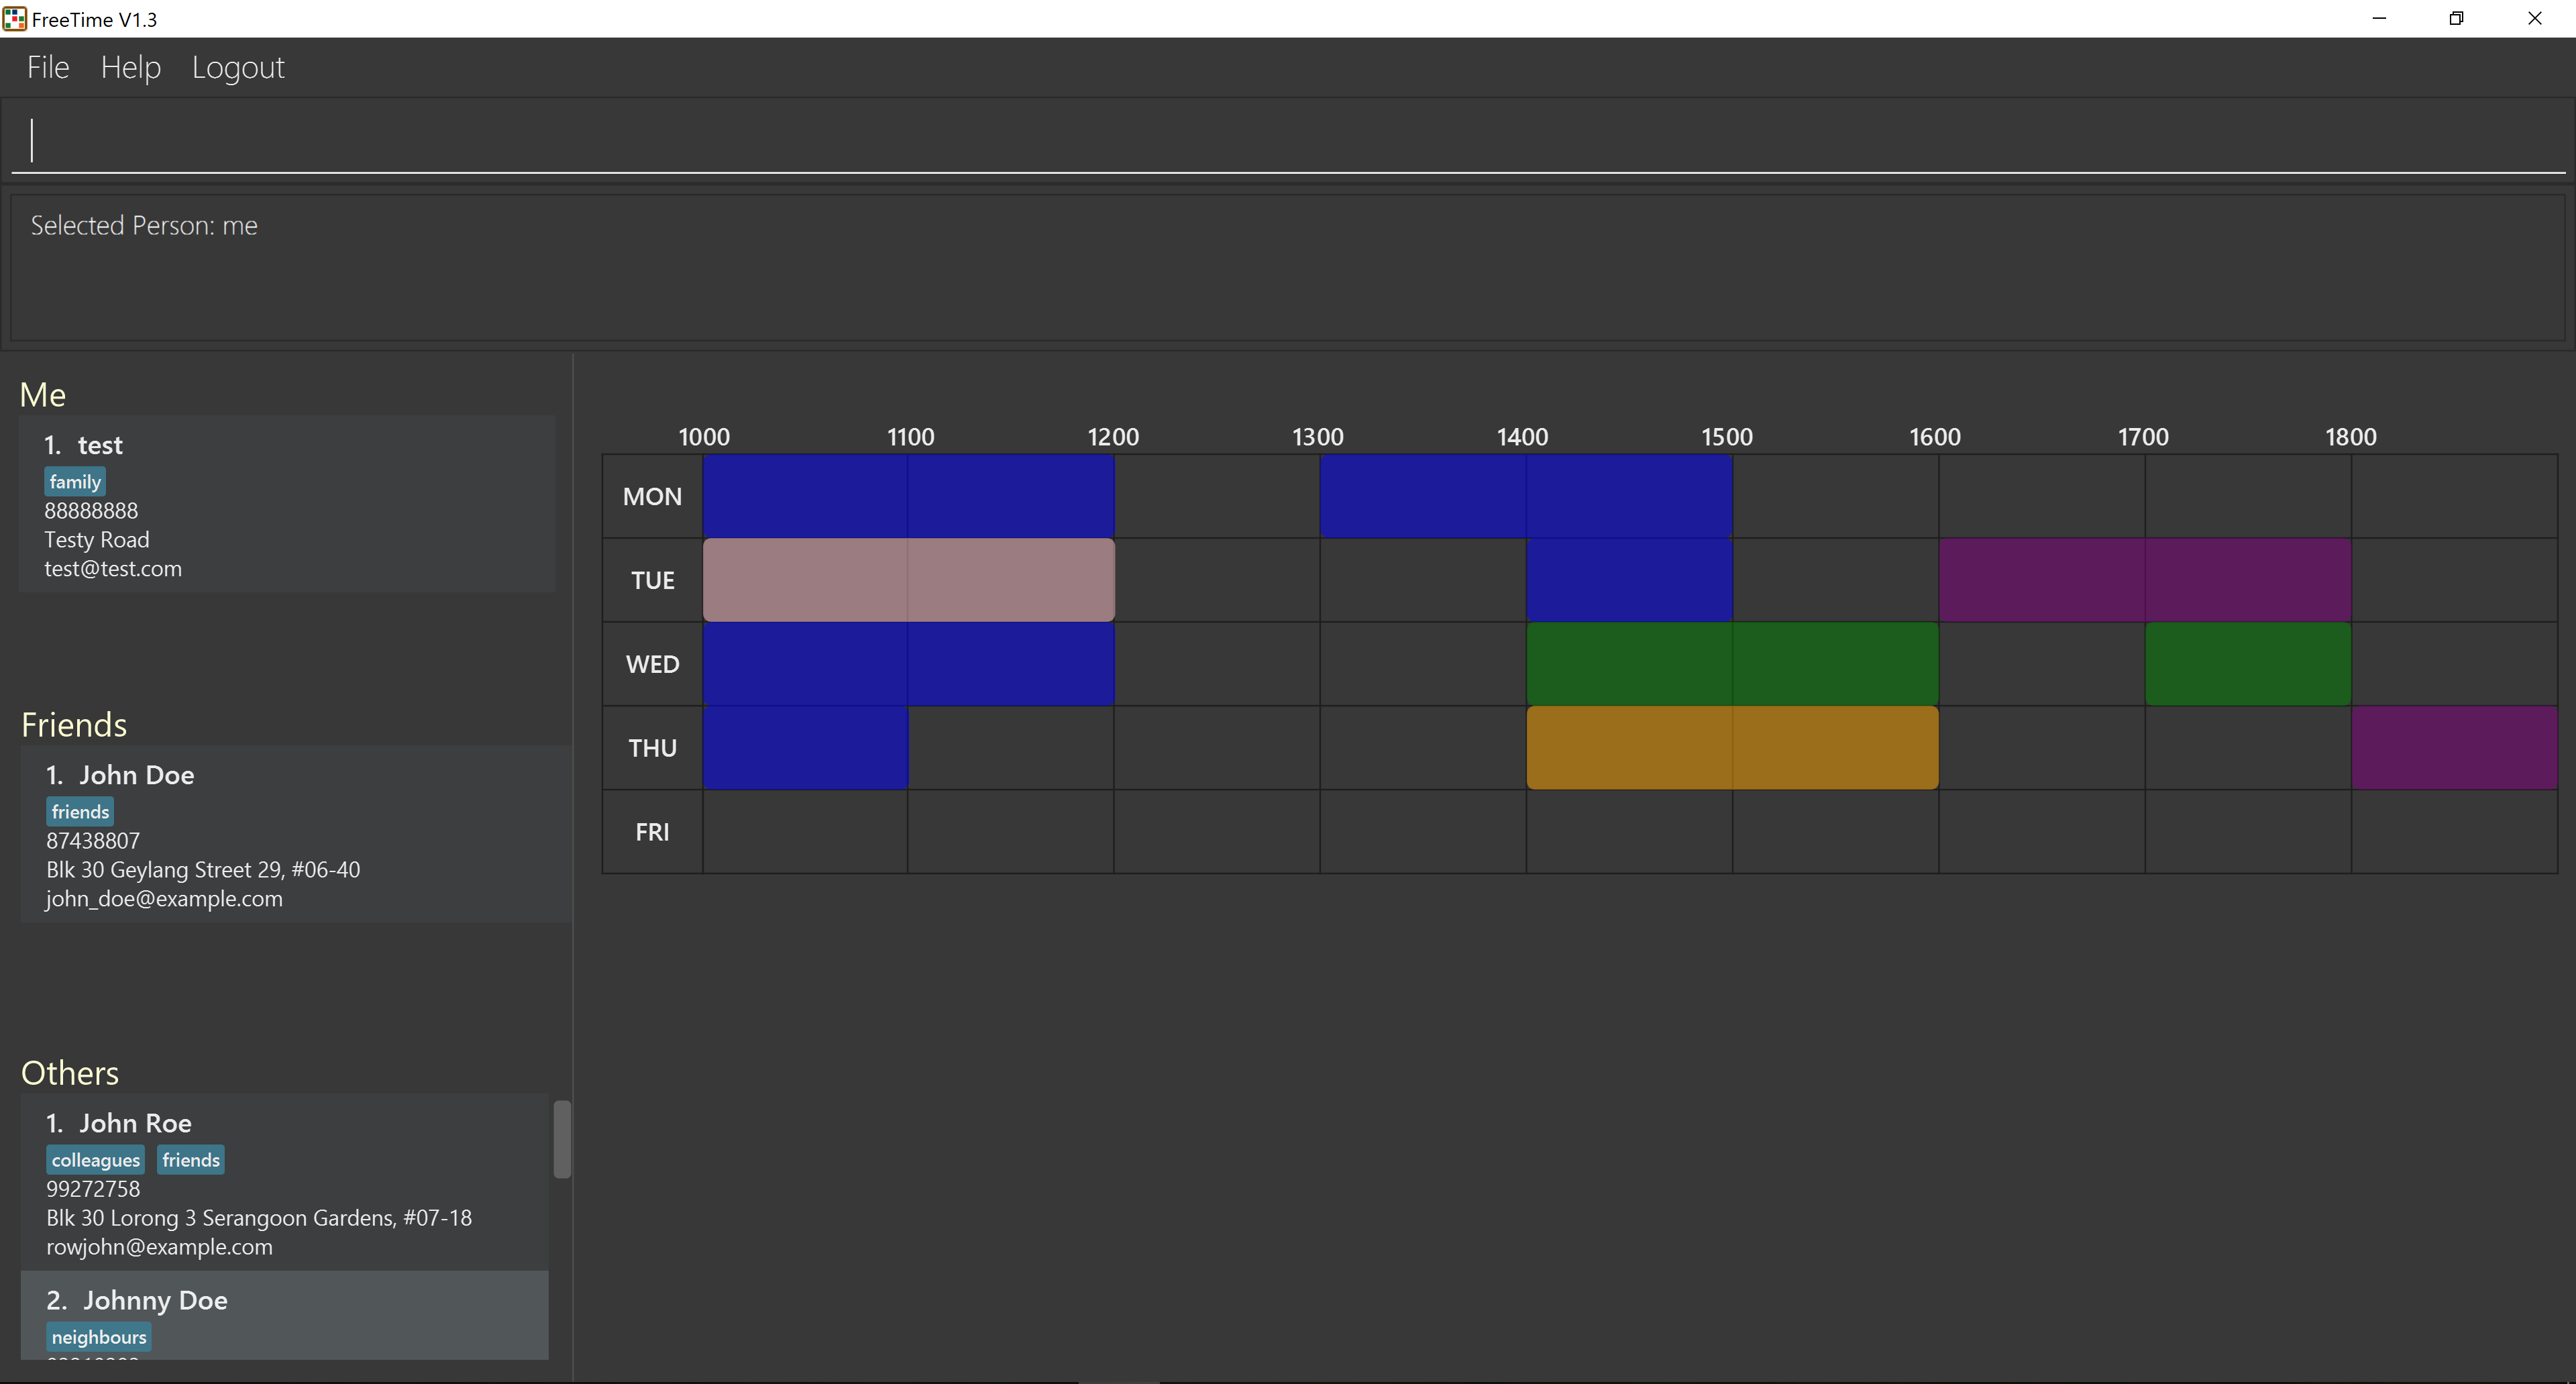 FreeTime V1.3
File Help Logout
Selected Person: me
Me
1. test
family
88888888
Testy Road
test@test.com
Friends
1. John Doe
friends
87438807
Blk 30 Geylang Street 29, #06-40
john_doe@example.com
Others
1. John Roe
colleagues friends
99272758
Blk 30 Lorong 3 Serangoon Gardens, #07-18
rowjohn@example.com
2. Johnny Doe
neighbours
1000 1100 1200 1300 1400 1500 1600 1700 1800
MON
TUE
WED
THU
FRI